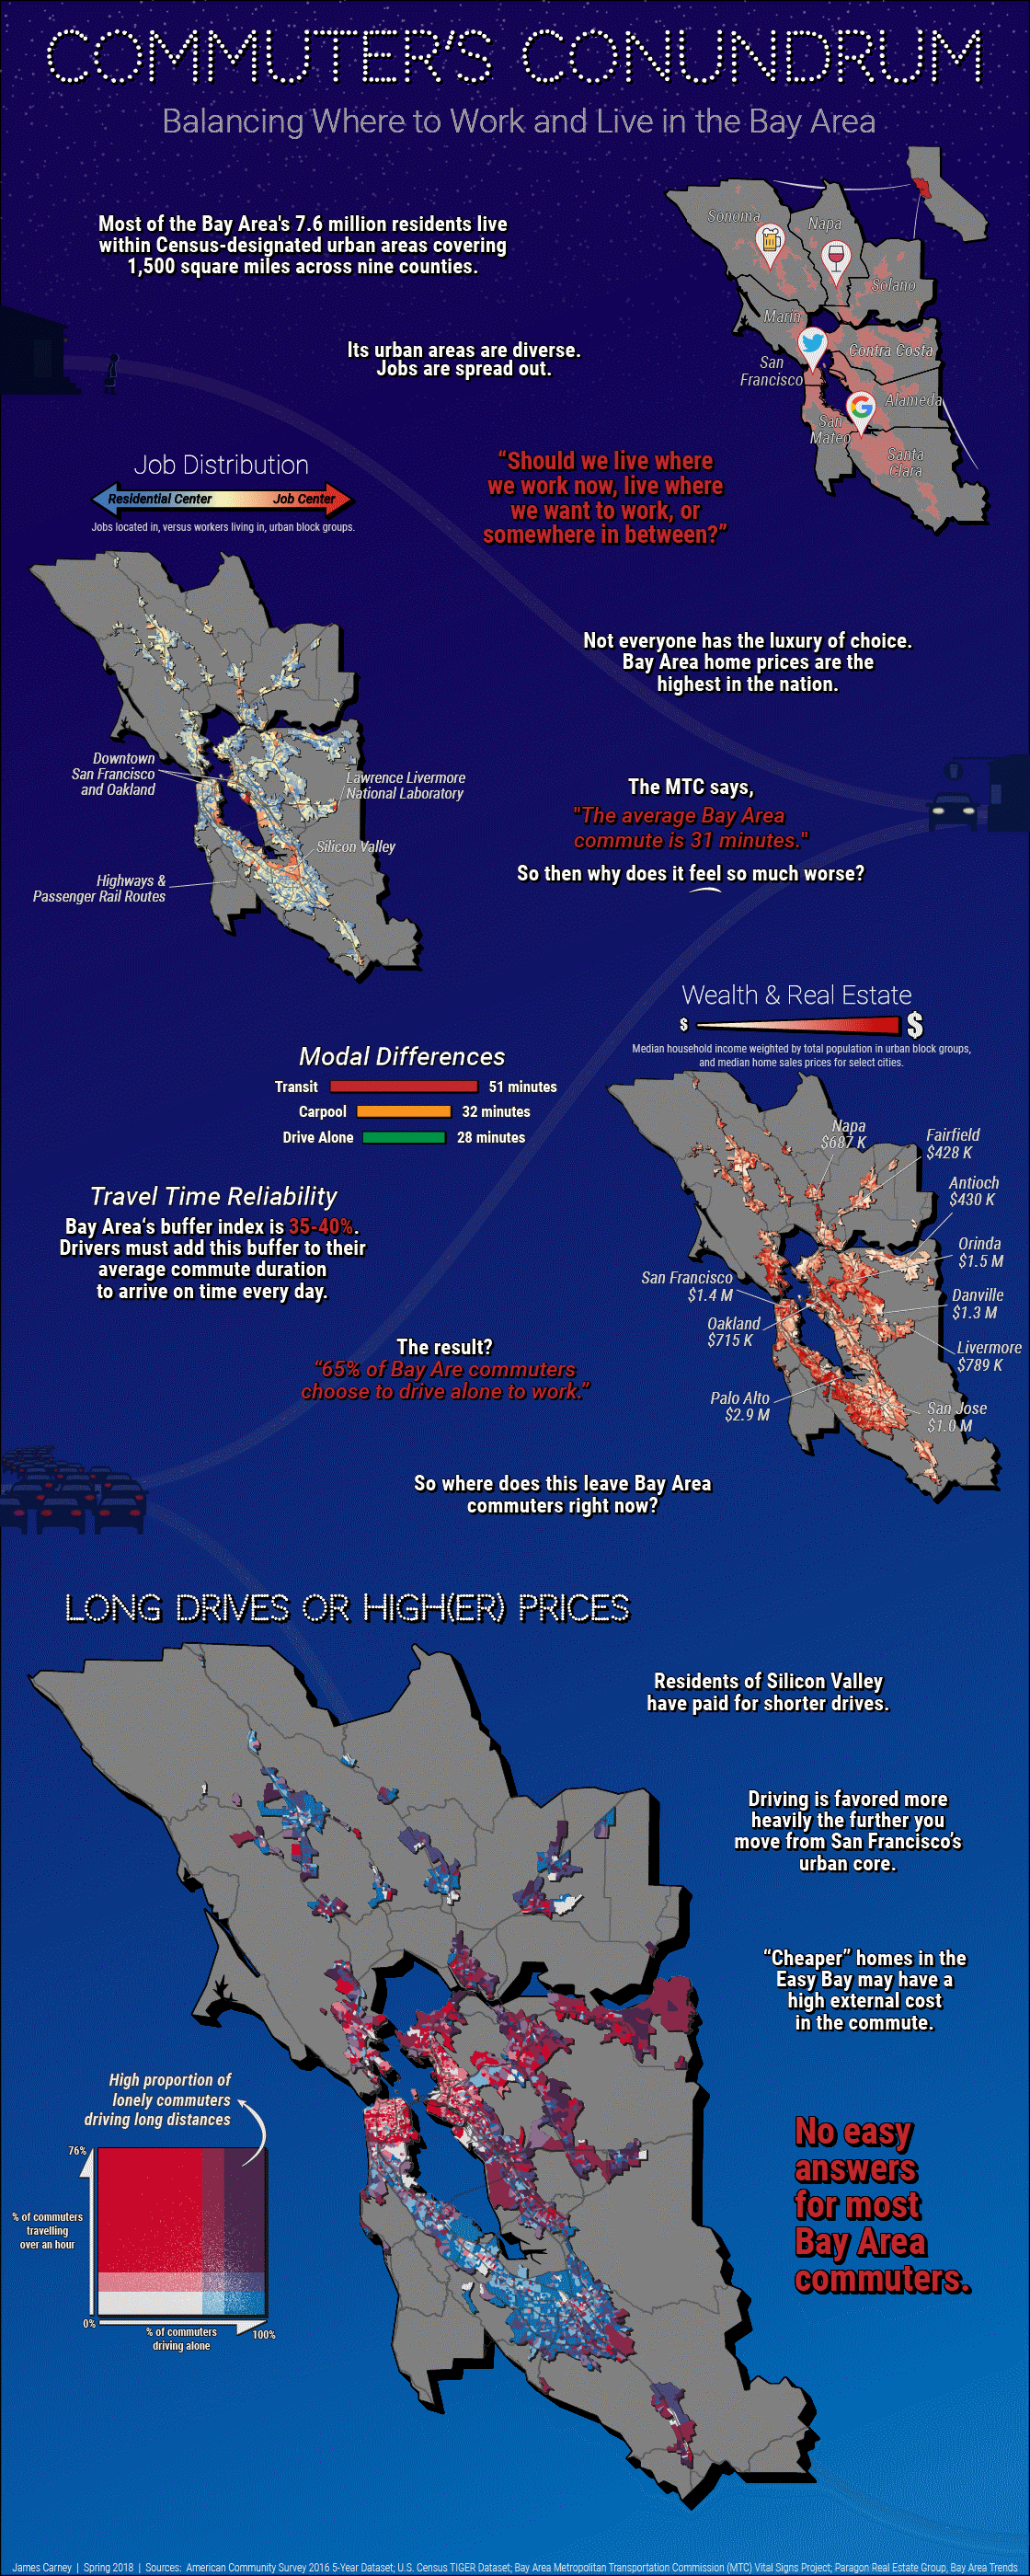 COMMUTER'S CONUNDRUM
Balancing Where to Work and Live in the Bay Area
Most of the Bay Area's 7.6 million residents live
within Census-designated urban areas covering
1,500 square miles across nine counties.
Sonoma
Napa
Solano
Marin
Contra Costa
San
Francisco
Alameda
San
Mateo
Santa
Clara
Its urban areas are diverse.
Jobs are spread out.
Job Distribution
Residential Center
Job Center
Jobs located in, versus workers living in, urban block groups.
“Should we live where
we work now, live where
we want to work, or
somewhere in between?”
Downtown
San Francisco
and Oakland
Lawrence Livermore
National Laboratory
Silicon Valley
Highways &
Passenger Rail Routes
Not everyone has the luxury of choice.
Bay Area home prices are the
highest in the nation.
The MTC says,
"The average Bay Area
commute is 31 minutes."
So then why does it feel so much worse?
Wealth & Real Estate
$
$
Median household income weighted by total population in urban block groups,
and median home sales prices for select cities.
Modal Differences
Transit 51 minutes
Carpool 32 minutes
Drive Alone 28 minutes
Napa
$687 K
Fairfield
$428 K
Antioch
$430 K
Orinda
$1.5 M
San Francisco
$1.4 M
Danville
$1.3 M
Oakland
$715 K
Livermore
$789 K
Palo Alto
$2.9 M
San Jose
$1.0 M
Travel Time Reliability
Bay Area‘s buffer index is 35-40%.
Drivers must add this buffer to their
average commute duration
to arrive on time every day.
The result?
“65% of Bay Are commuters
choose to drive alone to work.”
So where does this leave Bay Area
commuters right now?
LONG DRIVES OR HIGH(ER) PRICES
Residents of Silicon Valley
have paid for shorter drives.
Driving is favored more
heavily the further you
move from San Francisco’s
urban core.
“Cheaper” homes in the
Easy Bay may have a
high external cost
in the commute.
High proportion of
lonely commuters
driving long distances
76%
% of commuters
travelling
over an hour
0%
% of commuters
driving alone
100%
No easy
answers
for most
Bay Area
commuters.
James Carney | Spring 2018 | Sources: American Community Survey 2016 5-Year Dataset; U.S. Census TIGER Dataset; Bay Area Metropolitan Transportation Commission (MTC) Vital Signs Project; Paragon Real Estate Group, Bay Area Trends